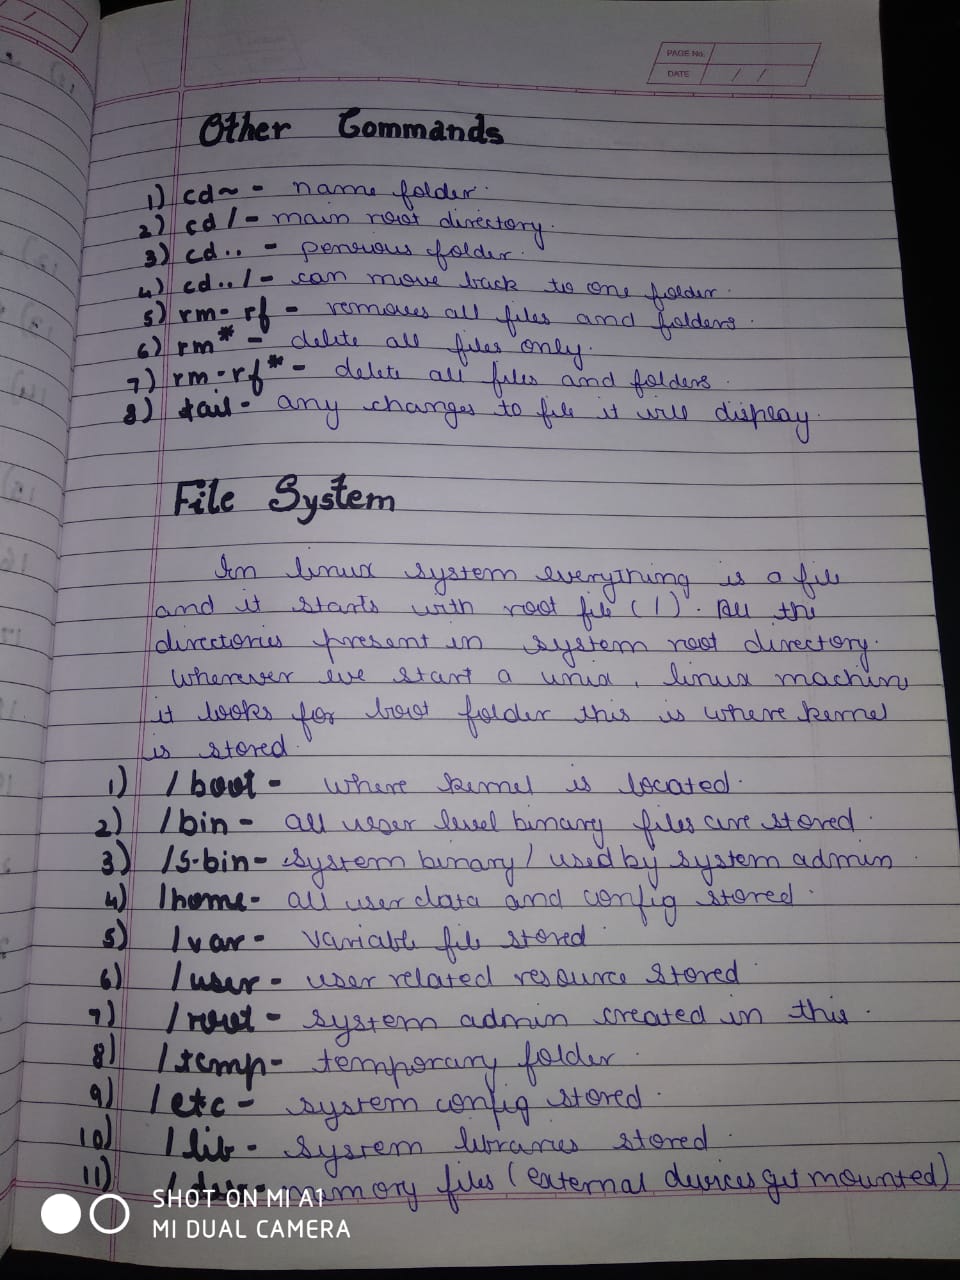 PAGE No.
DATE / /
Other Commands
1) cd~ - name folder.
2) cd/ - main root directory.
3) cd.. - penvious folder.
4) cd../ - can move back to one folder.
5) rm-rf - removes all files and folders.
6) rm* - delete all files only.
7) rm-rf* - delete all files and folders.
8) tail - any changes to file it will display.
File System
In linux system everything is a file
and it starts with root file (/). All the
directories present in system root directory.
Wherever we start a unix, linux machine
it looks for boot folder this is where kernel
is stored.
1) /boot - where kernel is located.
2) /bin - all user level binary files are stored.
3) /s-bin - system binary/ used by system admin
4) /home - all user data and config stored.
5) /var - variable file stored.
6) /user - user related resource stored
7) /root - system admin created in this.
8) /temp - temporary folder.
9) /etc - system config stored.
10) /lib - system libraries stored.
11) mimory files (external devices get mounted)
SHOT ON MI A1
MI DUAL CAMERA